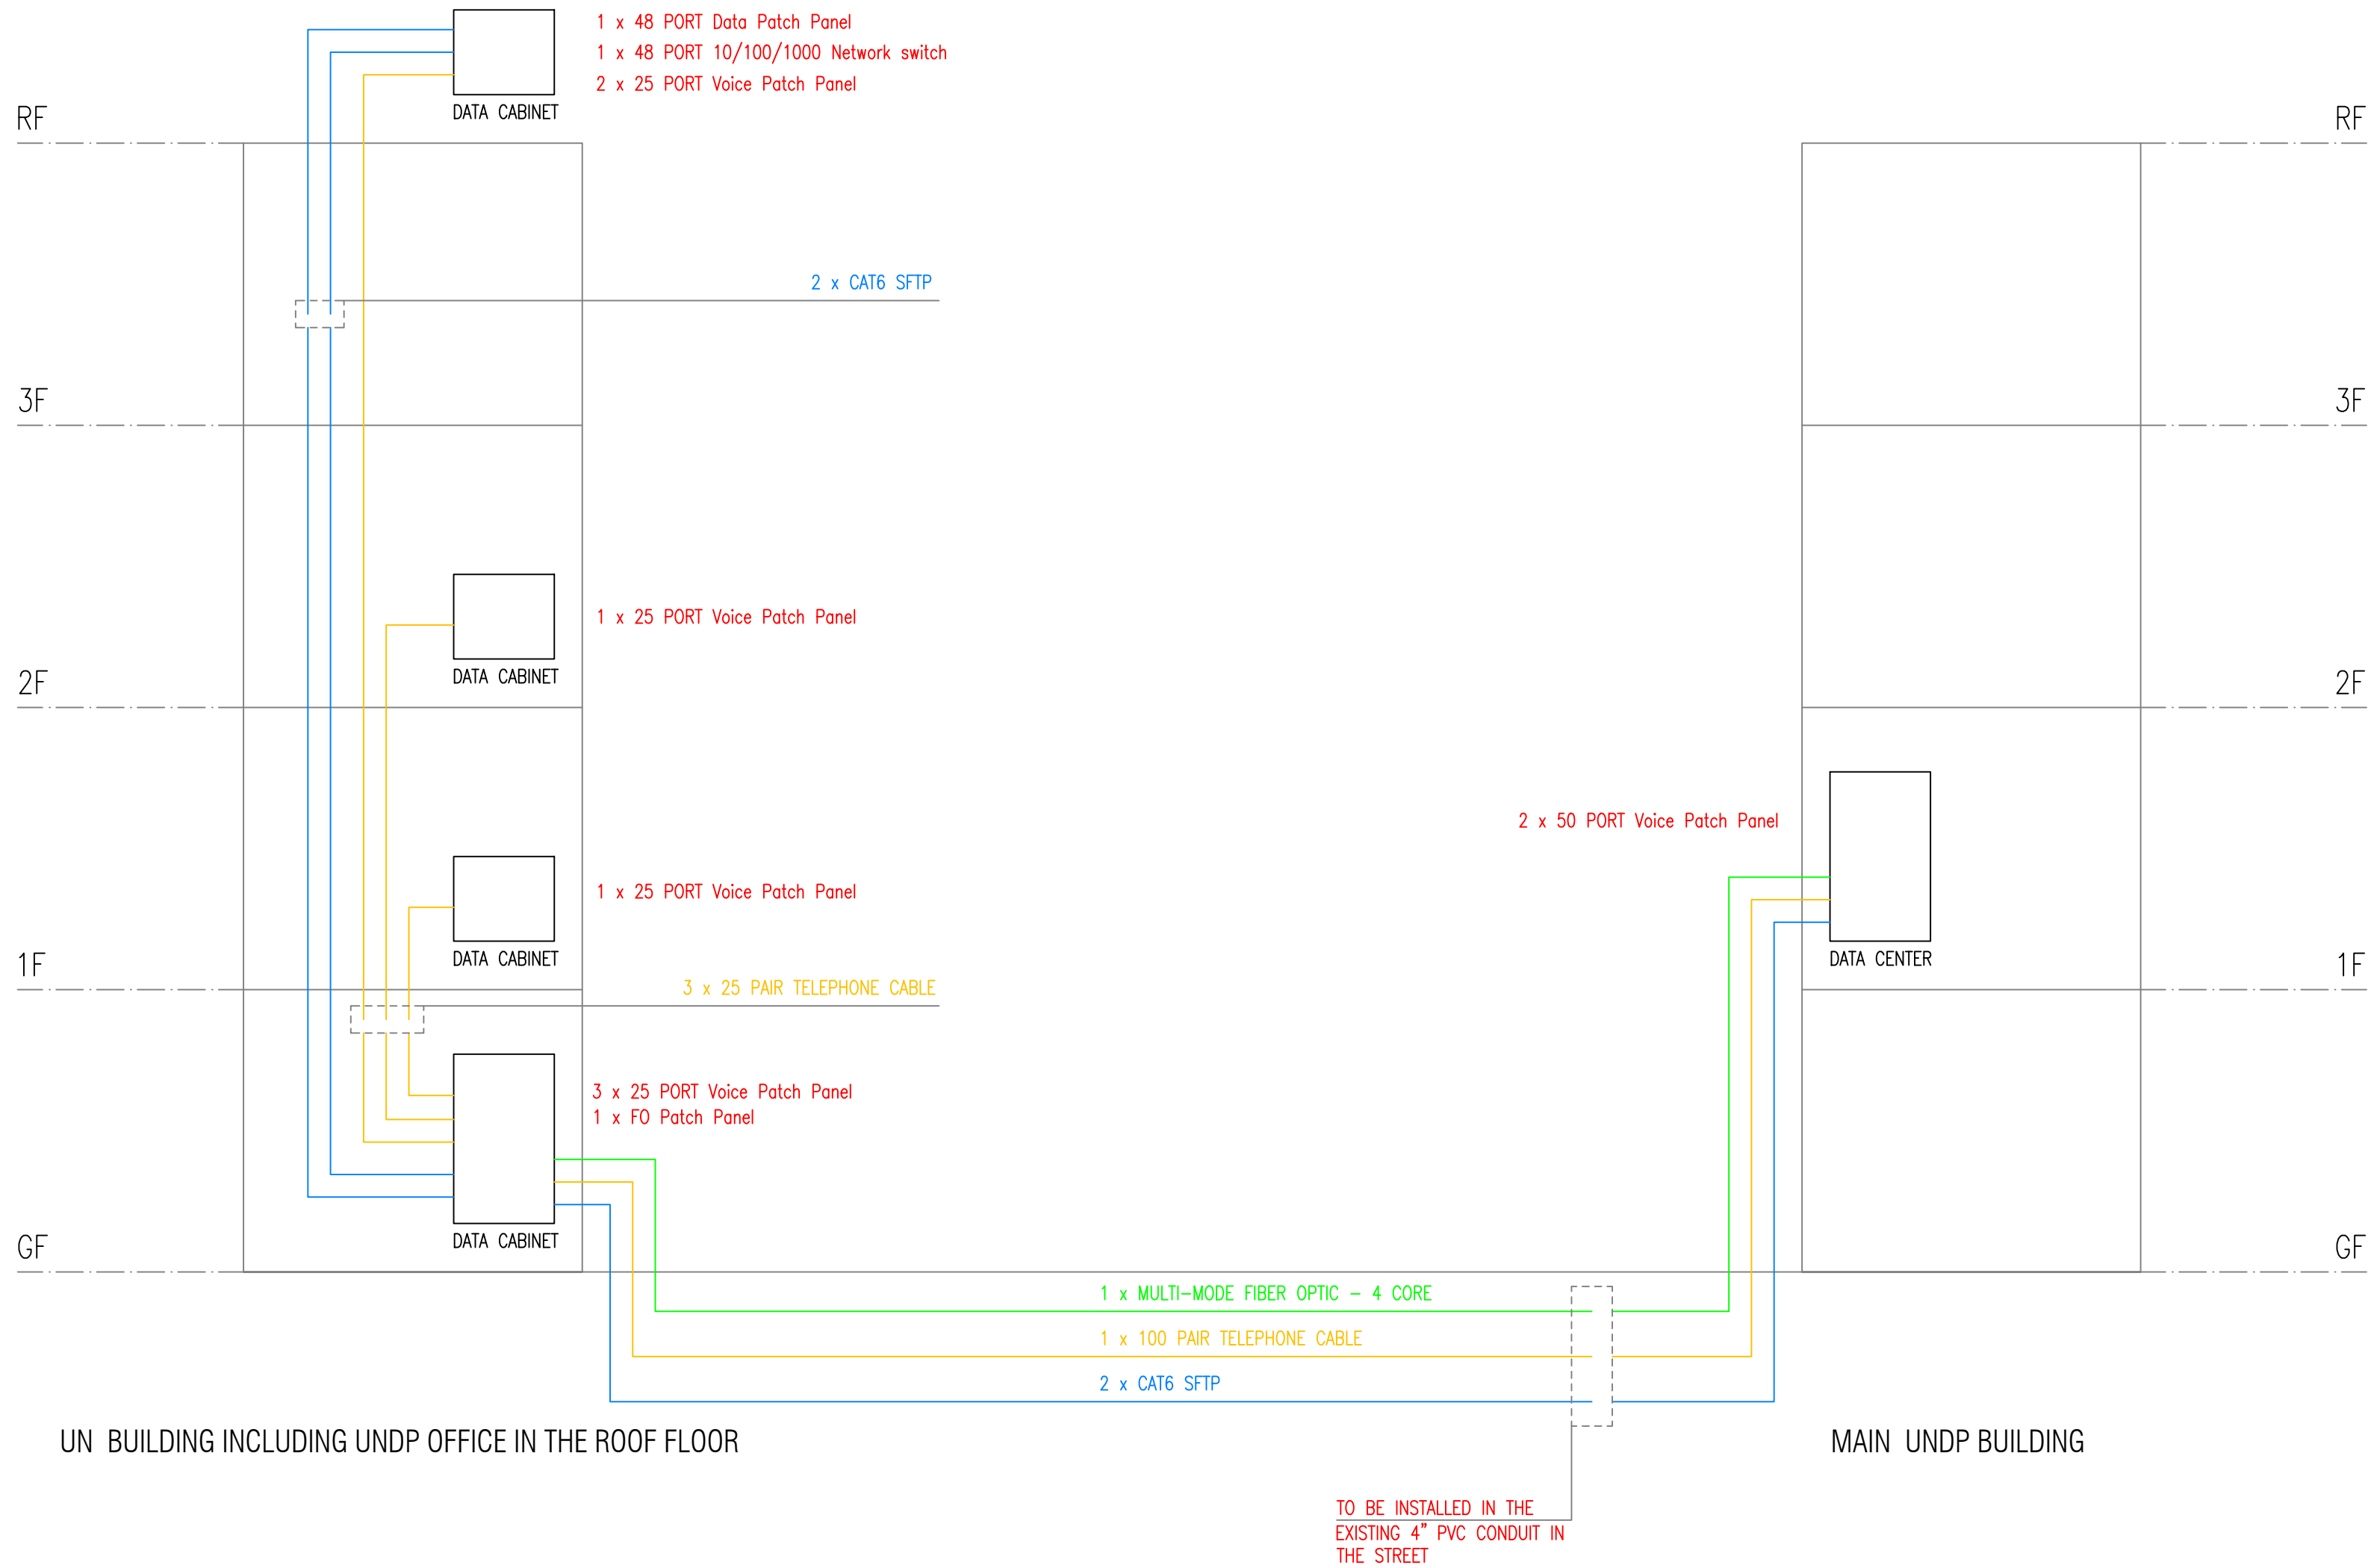 1 x 48 PORT Data Patch Panel
1 x 48 PORT 10/100/1000 Network switch
2 x 25 PORT Voice Patch Panel
DATA CABINET
RF
RF
2 x CAT6 SFTP
3F
3F
1 x 25 PORT Voice Patch Panel
DATA CABINET
2F
2F
2 x 50 PORT Voice Patch Panel
1 x 25 PORT Voice Patch Panel
DATA CABINET
DATA CENTER
1F
1F
3 x 25 PAIR TELEPHONE CABLE
3 x 25 PORT Voice Patch Panel
1 x FO Patch Panel
DATA CABINET
GF
GF
1 x MULTI-MODE FIBER OPTIC - 4 CORE
1 x 100 PAIR TELEPHONE CABLE
2 x CAT6 SFTP
UN BUILDING INCLUDING UNDP OFFICE IN THE ROOF FLOOR
MAIN UNDP BUILDING
TO BE INSTALLED IN THE
EXISTING 4" PVC CONDUIT IN
THE STREET